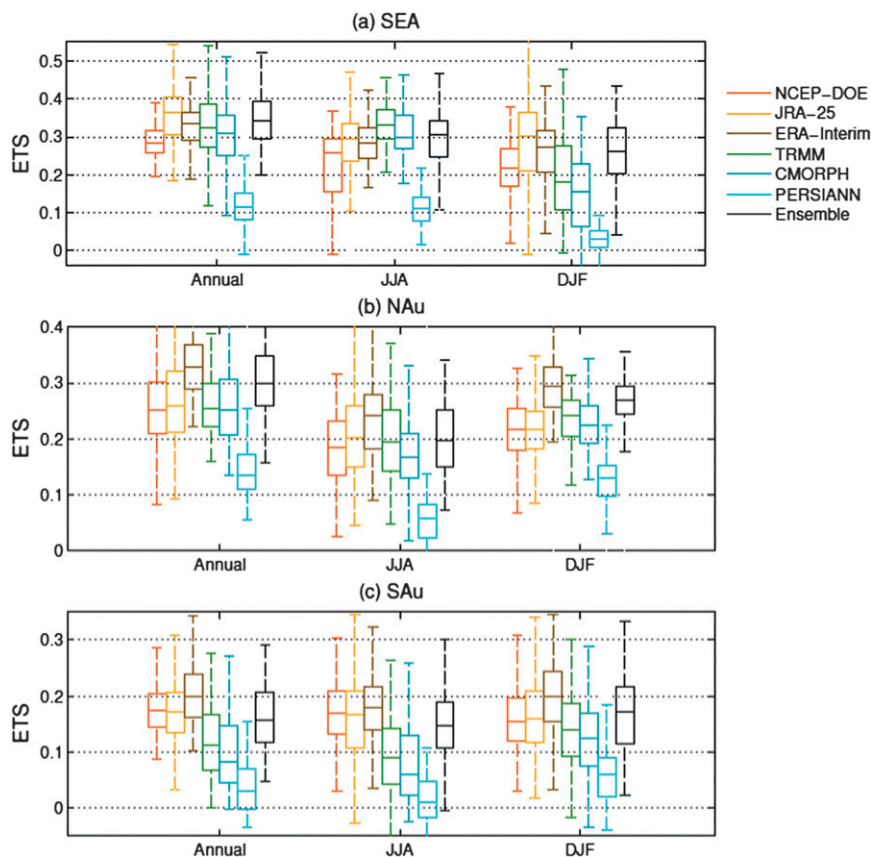 (a) SEA
ETS
0.5
0.4
0.3
0.2
0.1
0
Annual JJA DJF
NCEP-DOE
JRA-25
ERA-Interim
TRMM
CMORPH
PERSIANN
Ensemble
(b) NAu
ETS
0.4
0.3
0.2
0.1
0
Annual JJA DJF
(c) SAu
ETS
0.3
0.2
0.1
0
Annual JJA DJF